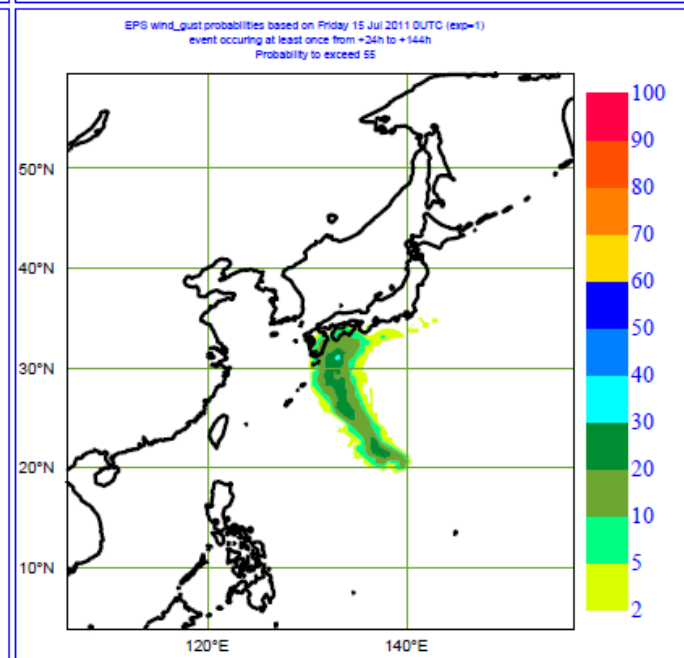 EPS wind_gust probabilities based on Friday 15 Jul 2011 0UTC (exp=1)
event occuring at least once from +24h to +144h
Probability to exceed 55
100
90
80
70
60
50
40
30
20
10
5
2
50°N
40°N
30°N
20°N
10°N
120°E
140°E